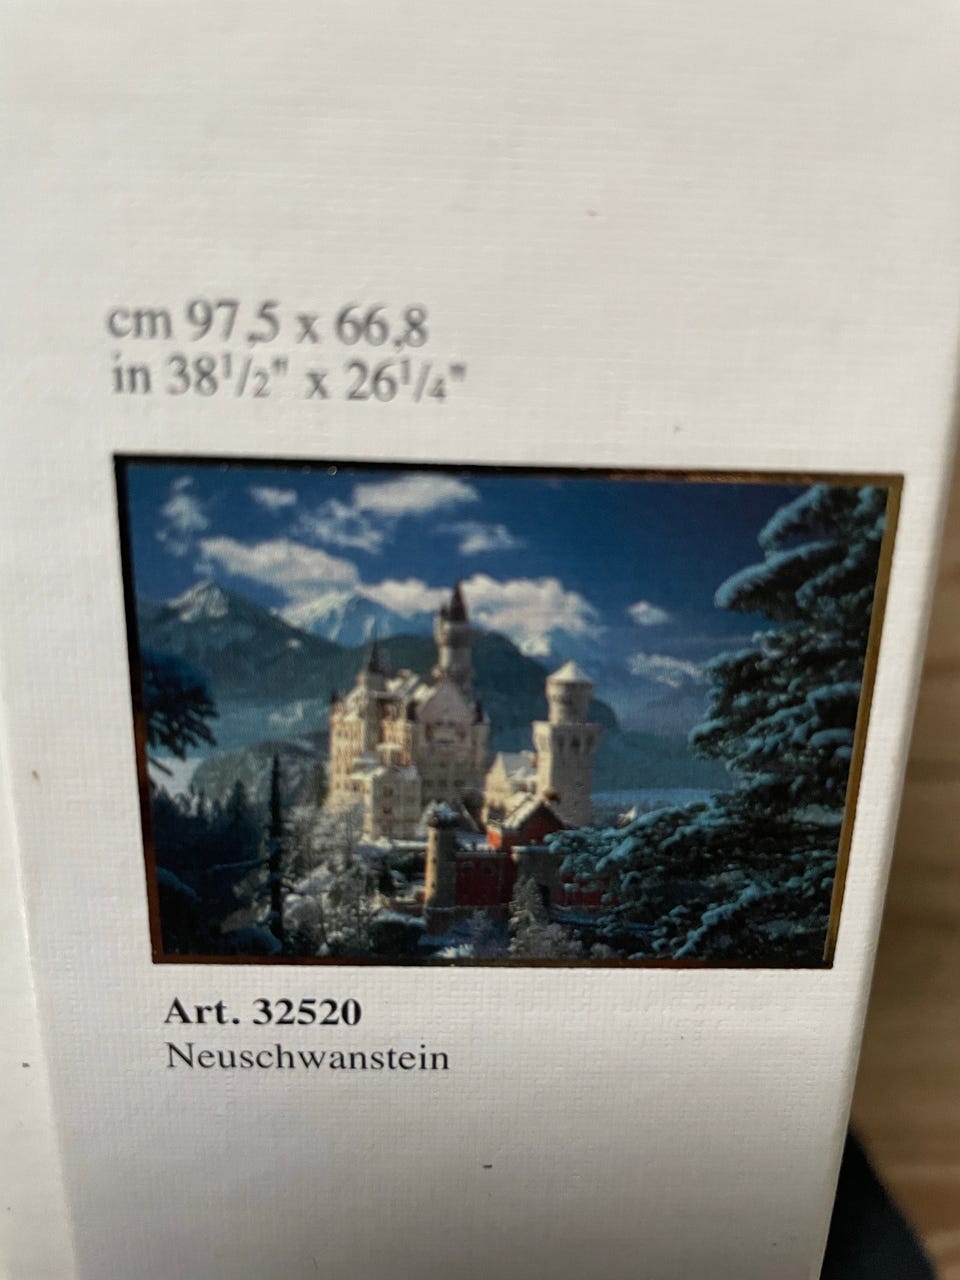 cm 97,5 x 66,8
in 38¹/₂" x 26¹/₄"
Art. 32520
Neuschwanstein